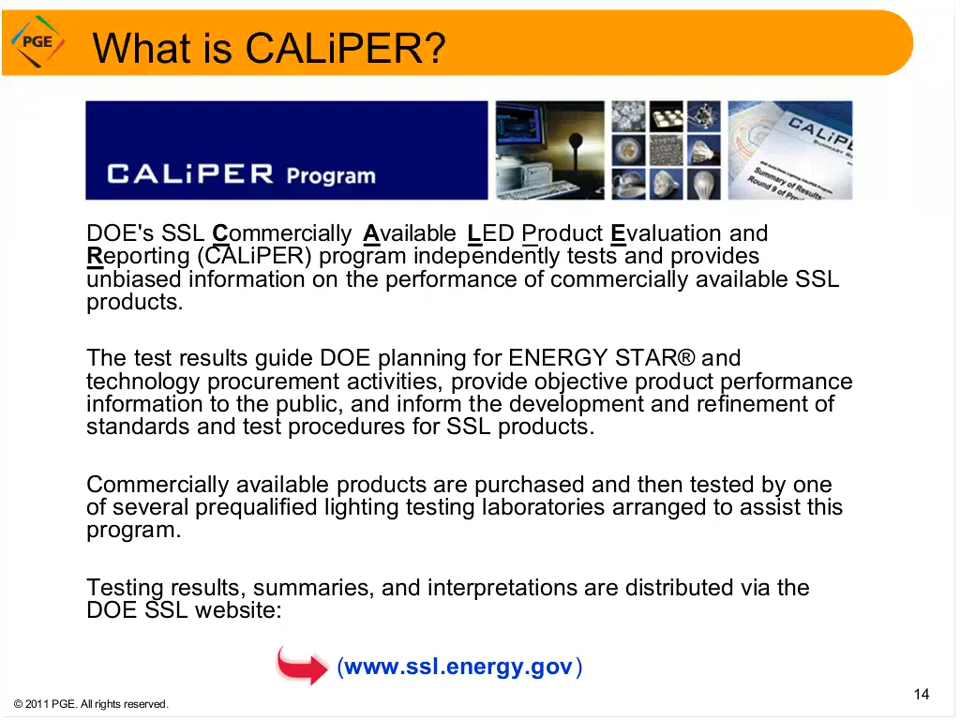 PGE
What is CALiPER?
CALiPER Program
CALiPE
SUMMARY RE
Summary of Results:
Round 9 of Pro
DOE's SSL Commercially Available LED Product Evaluation and
Reporting (CALiPER) program independently tests and provides
unbiased information on the performance of commercially available SSL
products.
The test results guide DOE planning for ENERGY STAR® and
technology procurement activities, provide objective product performance
information to the public, and inform the development and refinement of
standards and test procedures for SSL products.
Commercially available products are purchased and then tested by one
of several prequalified lighting testing laboratories arranged to assist this
program.
Testing results, summaries, and interpretations are distributed via the
DOE SSL website:
(www.ssl.energy.gov)
© 2011 PGE. All rights reserved.
14